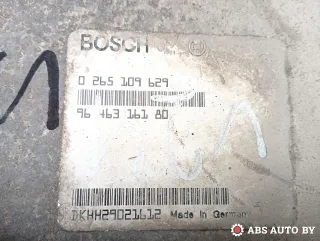 BOSCH
0 265 109 629
96 463 161 80
DKHH29021612 Made in Germany
ABS AUTO BY